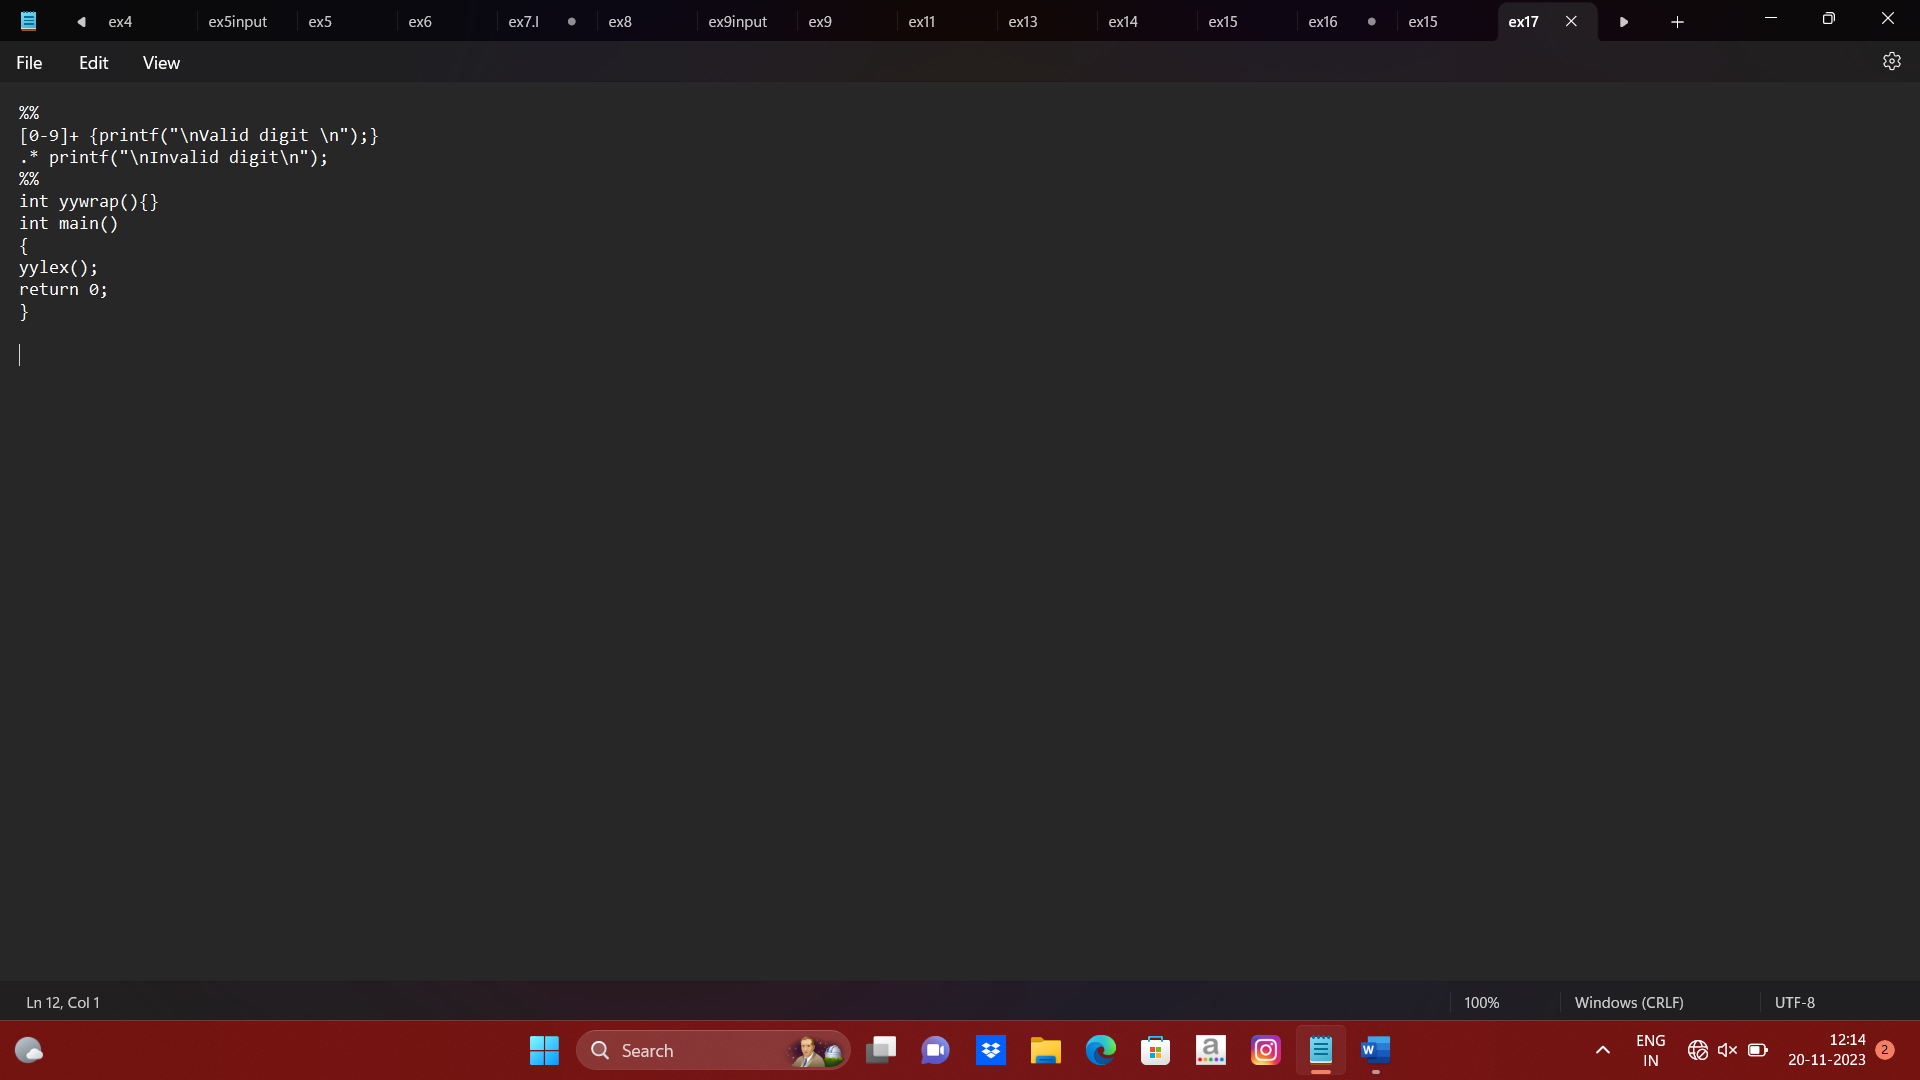 ex4 ex5input ex5 ex6 ex7.l ex8 ex9input ex9 ex11 ex13 ex14 ex15 ex16 ex15 ex17
File Edit View
%%
[0-9]+ {printf("\nValid digit \n");}
.* printf("\nInvalid digit\n");
%%
int yywrap(){}
int main()
{
yylex();
return 0;
}
Ln 12, Col 1 100% Windows (CRLF) UTF-8
Search
ENG
IN
12:14
20-11-2023
2